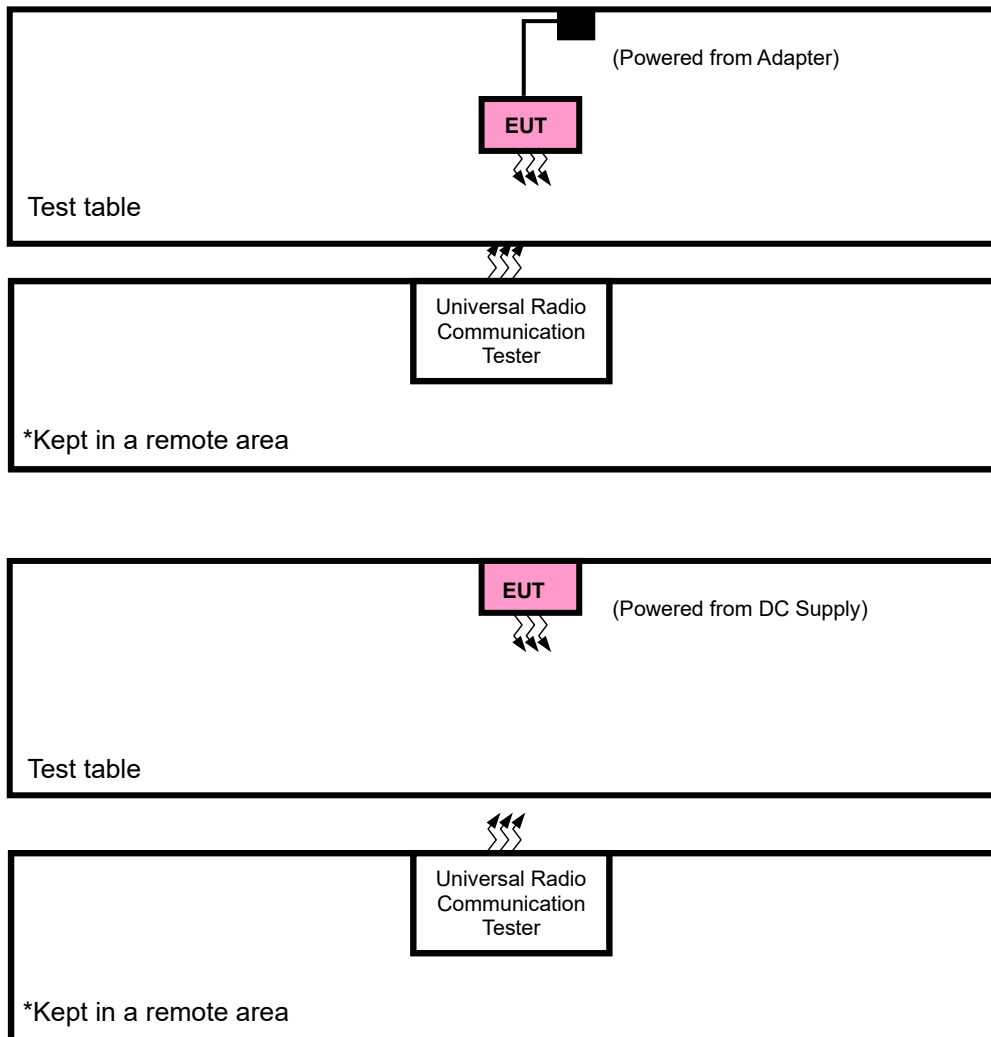 (Powered from Adapter)
EUT
Test table
Universal Radio
Communication
Tester
*Kept in a remote area
EUT
(Powered from DC Supply)
Test table
Universal Radio
Communication
Tester
*Kept in a remote area